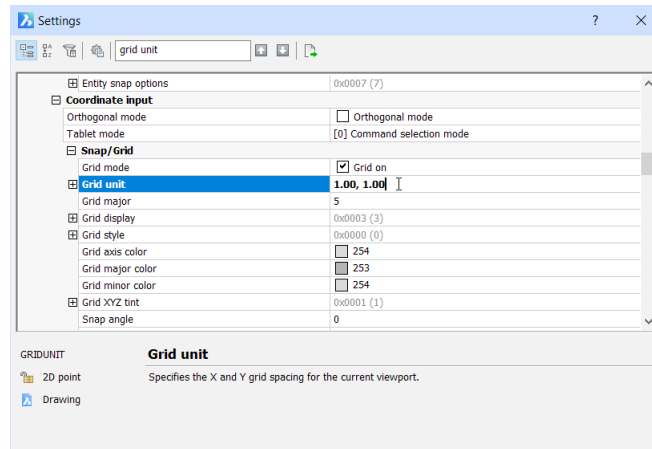 Settings
grid unit
Entity snap options 0x0007 (7)
Coordinate input
Orthogonal mode Orthogonal mode
Tablet mode [0] Command selection mode
Snap/Grid
Grid mode Grid on
Grid unit 1.00, 1.00
Grid major 5
Grid display 0x0003 (3)
Grid style 0x0000 (0)
Grid axis color 254
Grid major color 253
Grid minor color 254
Grid XYZ tint 0x0001 (1)
Snap angle 0
GRIDUNIT Grid unit
2D point Specifies the X and Y grid spacing for the current viewport.
Drawing